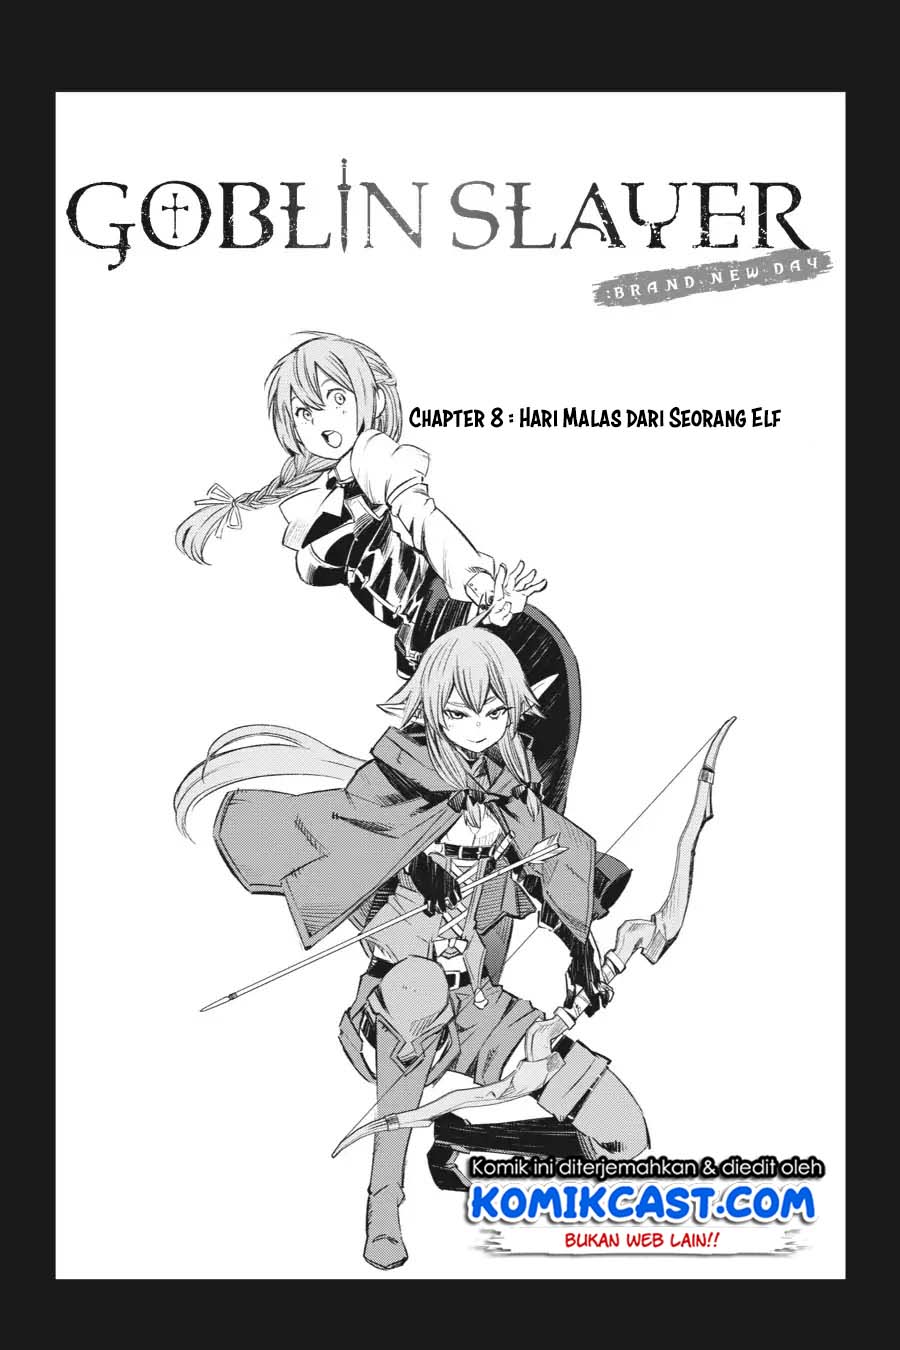 GOBLIN SLAYER
:BRAND NEW DAY
CHAPTER 8 : HARI MALAS DARI SEORANG ELF
Komik ini diterjemahkan & diedit oleh
KOMIKCAST.COM
BUKAN WEB LAIN!!